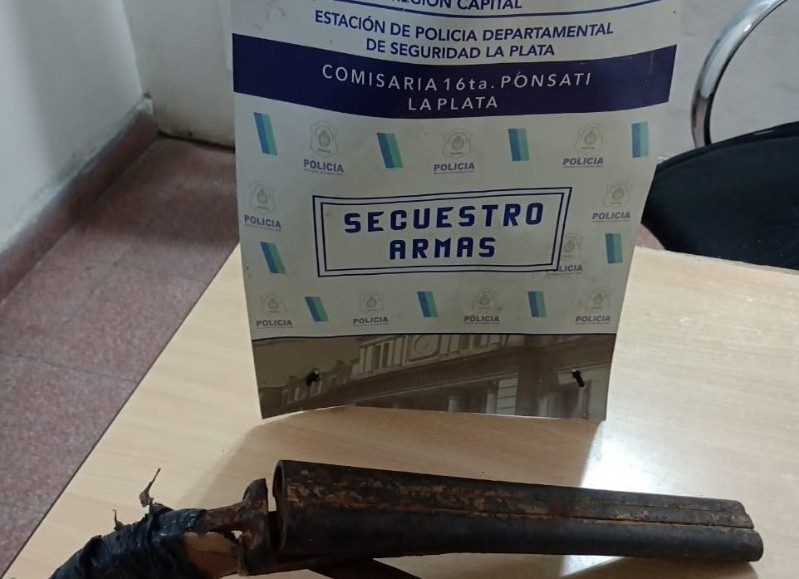 REGIÓN CAPITAL
ESTACIÓN DE POLICIA DEPARTAMENTAL
DE SEGURIDAD LA PLATA
COMISARIA 16ta. PONSATI
LA PLATA
POLICIA
POLICIA
POLICIA
POLICIA
POLICIA
SECUESTRO
ARMAS
POLICIA
POLICIA
POLICIA
POLICIA
POLICIA